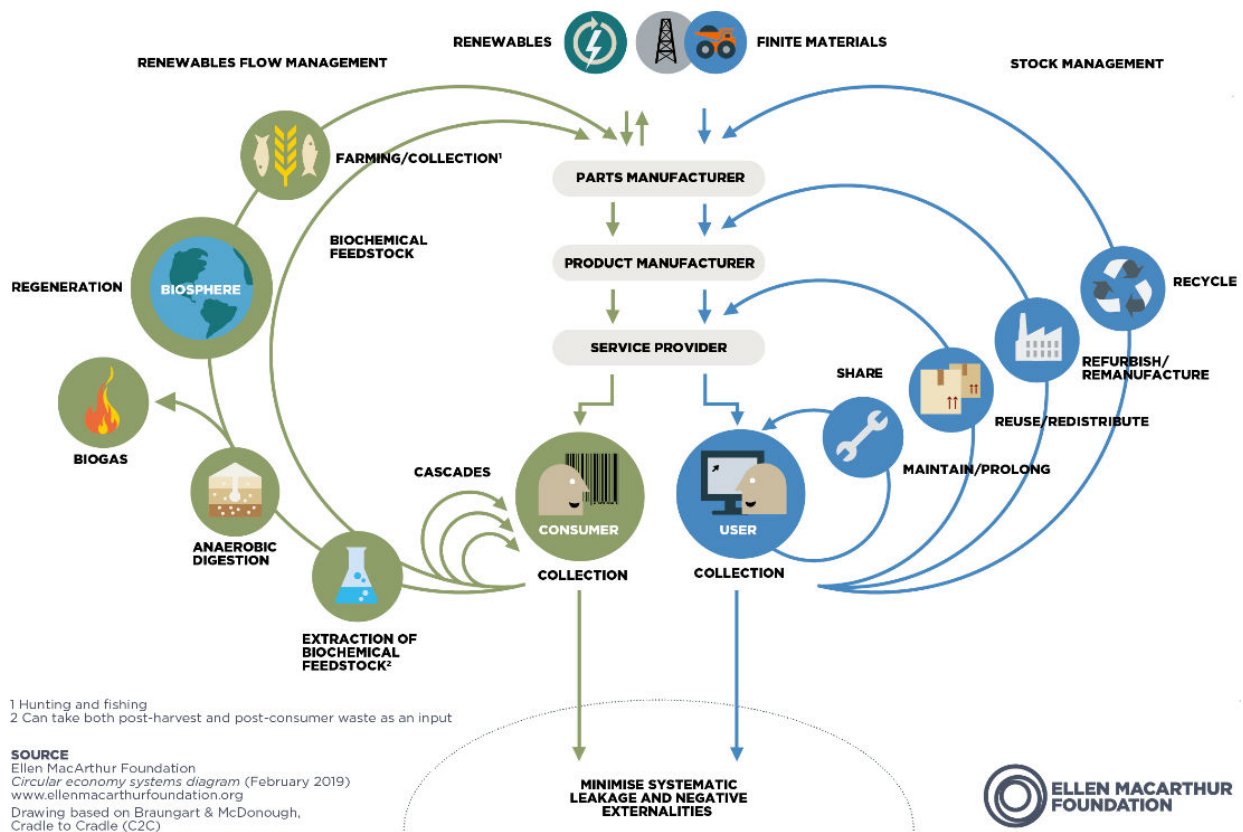 RENEWABLES
FINITE MATERIALS
RENEWABLES FLOW MANAGEMENT
STOCK MANAGEMENT
FARMING/COLLECTION¹
PARTS MANUFACTURER
BIOCHEMICAL
FEEDSTOCK
PRODUCT MANUFACTURER
REGENERATION
BIOSPHERE
RECYCLE
SERVICE PROVIDER
SHARE
REFURBISH/
REMANUFACTURE
REUSE/REDISTRIBUTE
BIOGAS
CASCADES
MAINTAIN/PROLONG
CONSUMER
USER
ANAEROBIC
DIGESTION
COLLECTION
COLLECTION
EXTRACTION OF
BIOCHEMICAL
FEEDSTOCK²
1 Hunting and fishing
2 Can take both post-harvest and post-consumer waste as an input
SOURCE
Ellen MacArthur Foundation
Circular economy systems diagram (February 2019)
www.ellenmacarthurfoundation.org
Drawing based on Braungart & McDonough,
Cradle to Cradle (C2C)
MINIMISE SYSTEMATIC
LEAKAGE AND NEGATIVE
EXTERNALITIES
ELLEN MACARTHUR
FOUNDATION